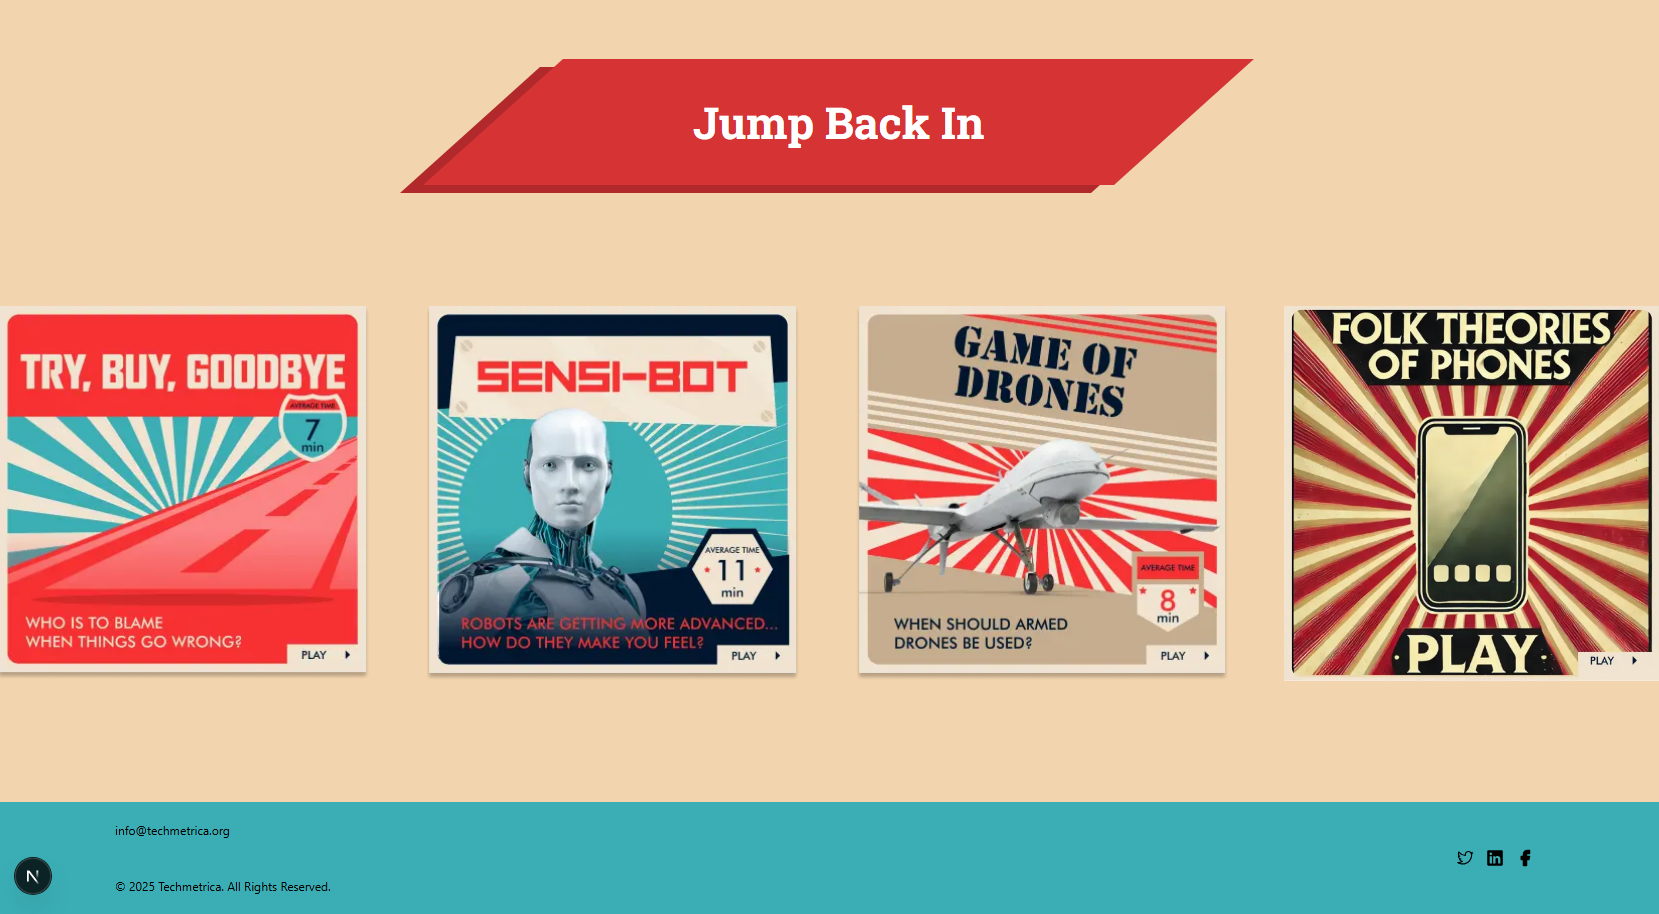 Jump Back In
TRY, BUY, GOODBYE
AVERAGE TIME
7
min
WHO IS TO BLAME
WHEN THINGS GO WRONG?
PLAY
SENSI-BOT
AVERAGE TIME
11
min
ROBOTS ARE GETTING MORE ADVANCED...
HOW DO THEY MAKE YOU FEEL?
PLAY
GAME OF
DRONES
AVERAGE TIME
8
min
WHEN SHOULD ARMED
DRONES BE USED?
PLAY
FOLK THEORIES
OF PHONES
PLAY
PLAY
info@techmetrica.org
N
© 2025 Techmetrica. All Rights Reserved.